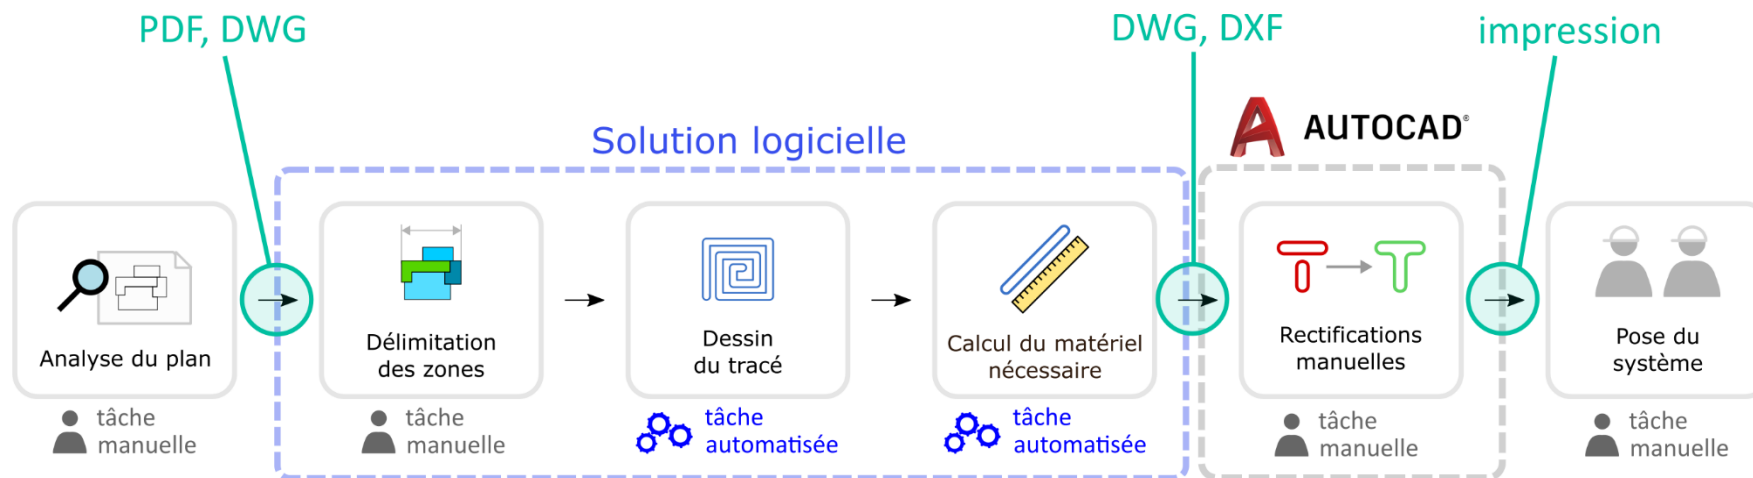 PDF, DWG
DWG, DXF
impression
Solution logicielle
AUTOCAD®
Analyse du plan
Délimitation
des zones
Dessin
du tracé
Calcul du matériel
nécessaire
Rectifications
manuelles
Pose du
système
tâche
manuelle
tâche
manuelle
tâche
automatisée
tâche
automatisée
tâche
manuelle
tâche
manuelle